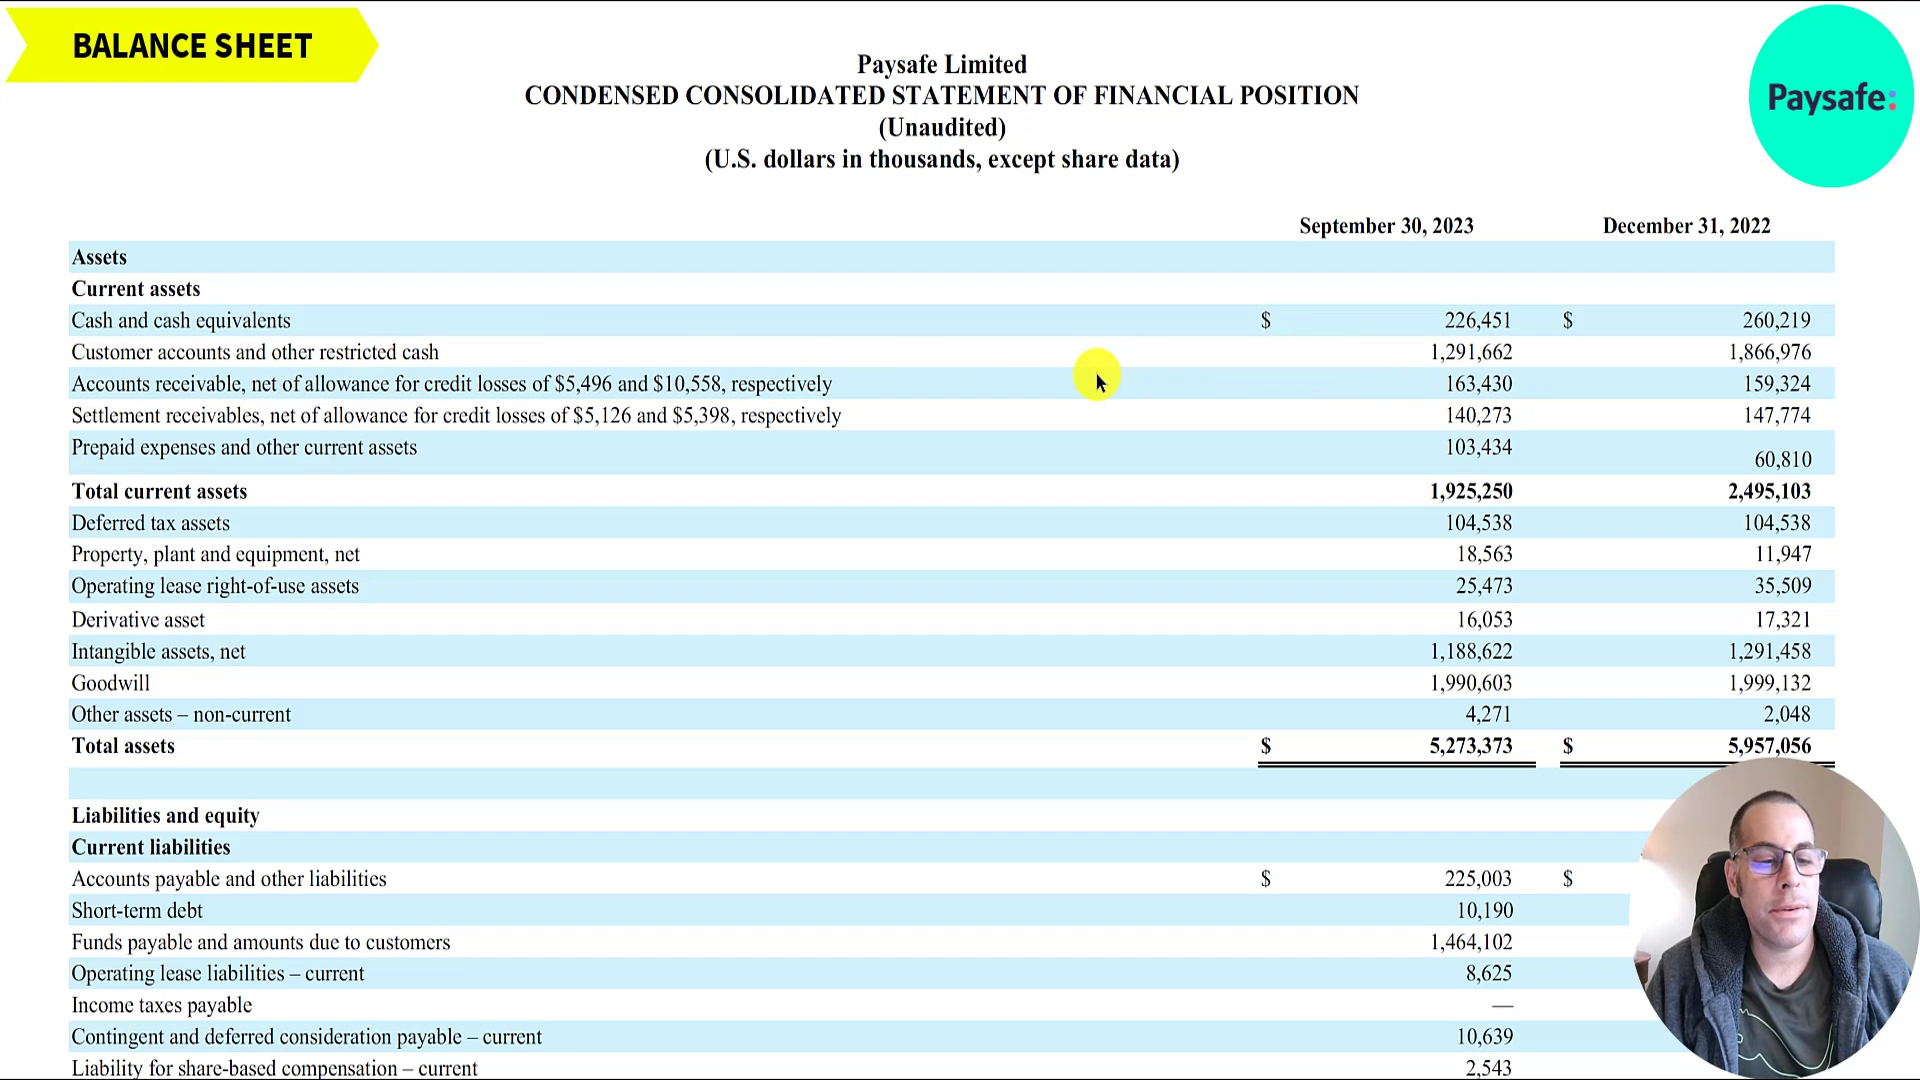 BALANCE SHEET
Paysafe Limited
CONDENSED CONSOLIDATED STATEMENT OF FINANCIAL POSITION
(Unaudited)
(U.S. dollars in thousands, except share data)
Paysafe:
September 30, 2023 December 31, 2022
Assets
Current assets
Cash and cash equivalents $ 226,451 $ 260,219
Customer accounts and other restricted cash 1,291,662 1,866,976
Accounts receivable, net of allowance for credit losses of $5,496 and $10,558, respectively 163,430 159,324
Settlement receivables, net of allowance for credit losses of $5,126 and $5,398, respectively 140,273 147,774
Prepaid expenses and other current assets 103,434 60,810
Total current assets 1,925,250 2,495,103
Deferred tax assets 104,538 104,538
Property, plant and equipment, net 18,563 11,947
Operating lease right-of-use assets 25,473 35,509
Derivative asset 16,053 17,321
Intangible assets, net 1,188,622 1,291,458
Goodwill 1,990,603 1,999,132
Other assets – non-current 4,271 2,048
Total assets $ 5,273,373 $ 5,957,056
Liabilities and equity
Current liabilities
Accounts payable and other liabilities $ 225,003 $
Short-term debt 10,190
Funds payable and amounts due to customers 1,464,102
Operating lease liabilities – current 8,625
Income taxes payable —
Contingent and deferred consideration payable – current 10,639
Liability for share-based compensation – current 2,543